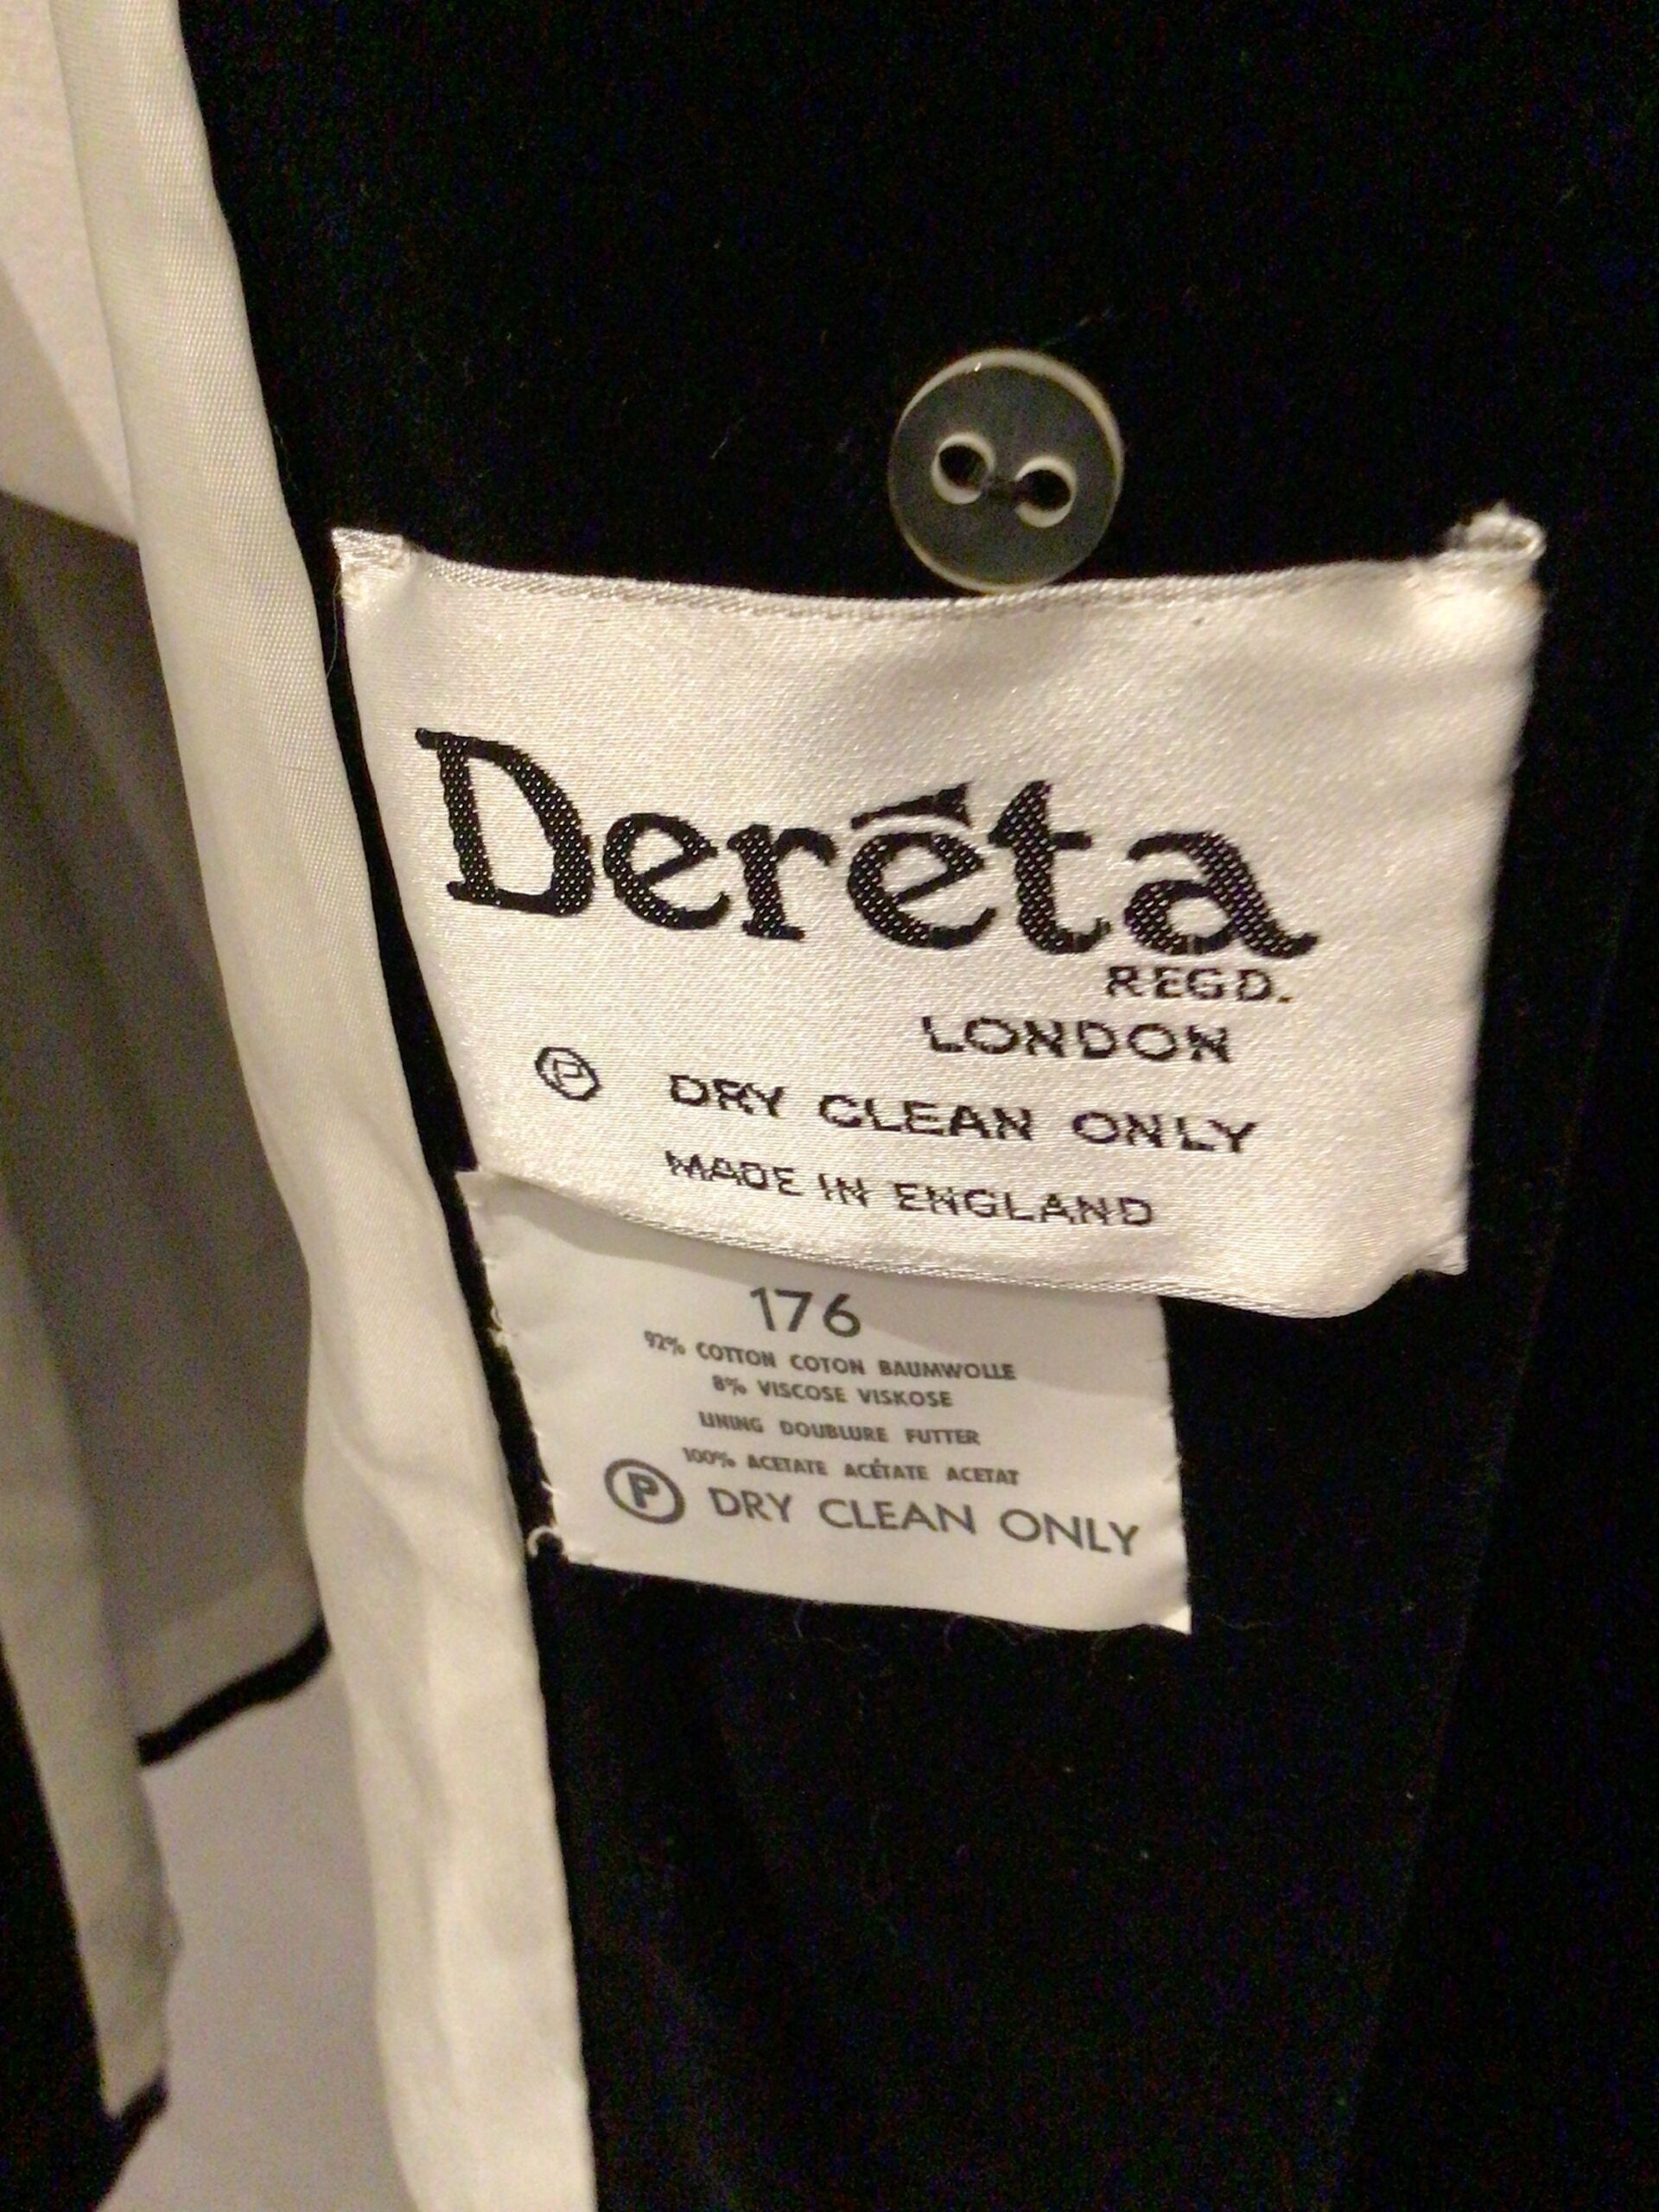 Derēta
REGD.
LONDON
Ⓟ DRY CLEAN ONLY
MADE IN ENGLAND
176
92% COTTON COTON BAUMWOLLE
8% VISCOSE VISKOSE
LINING DOUBLURE FUTTER
100% ACETATE ACÉTATE ACETAT
Ⓟ DRY CLEAN ONLY